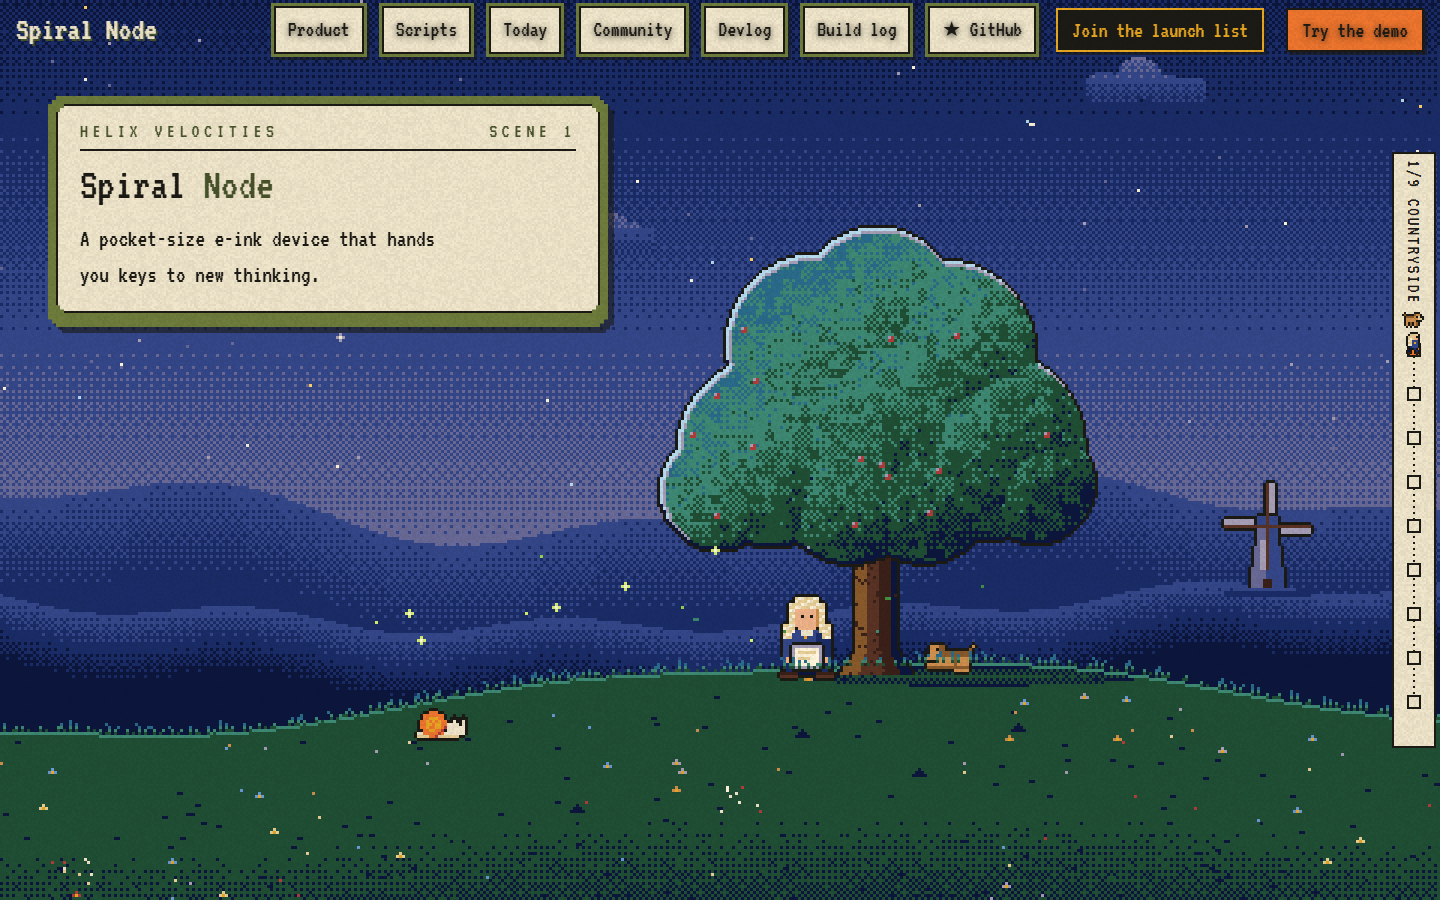 Spiral Node
Product
Scripts
Today
Community
Devlog
Build log
★ GitHub
Join the launch list
Try the demo
HELIX VELOCITIES
SCENE 1
Spiral Node
A pocket-size e-ink device that hands
you keys to new thinking.
1/9 COUNTRYSIDE